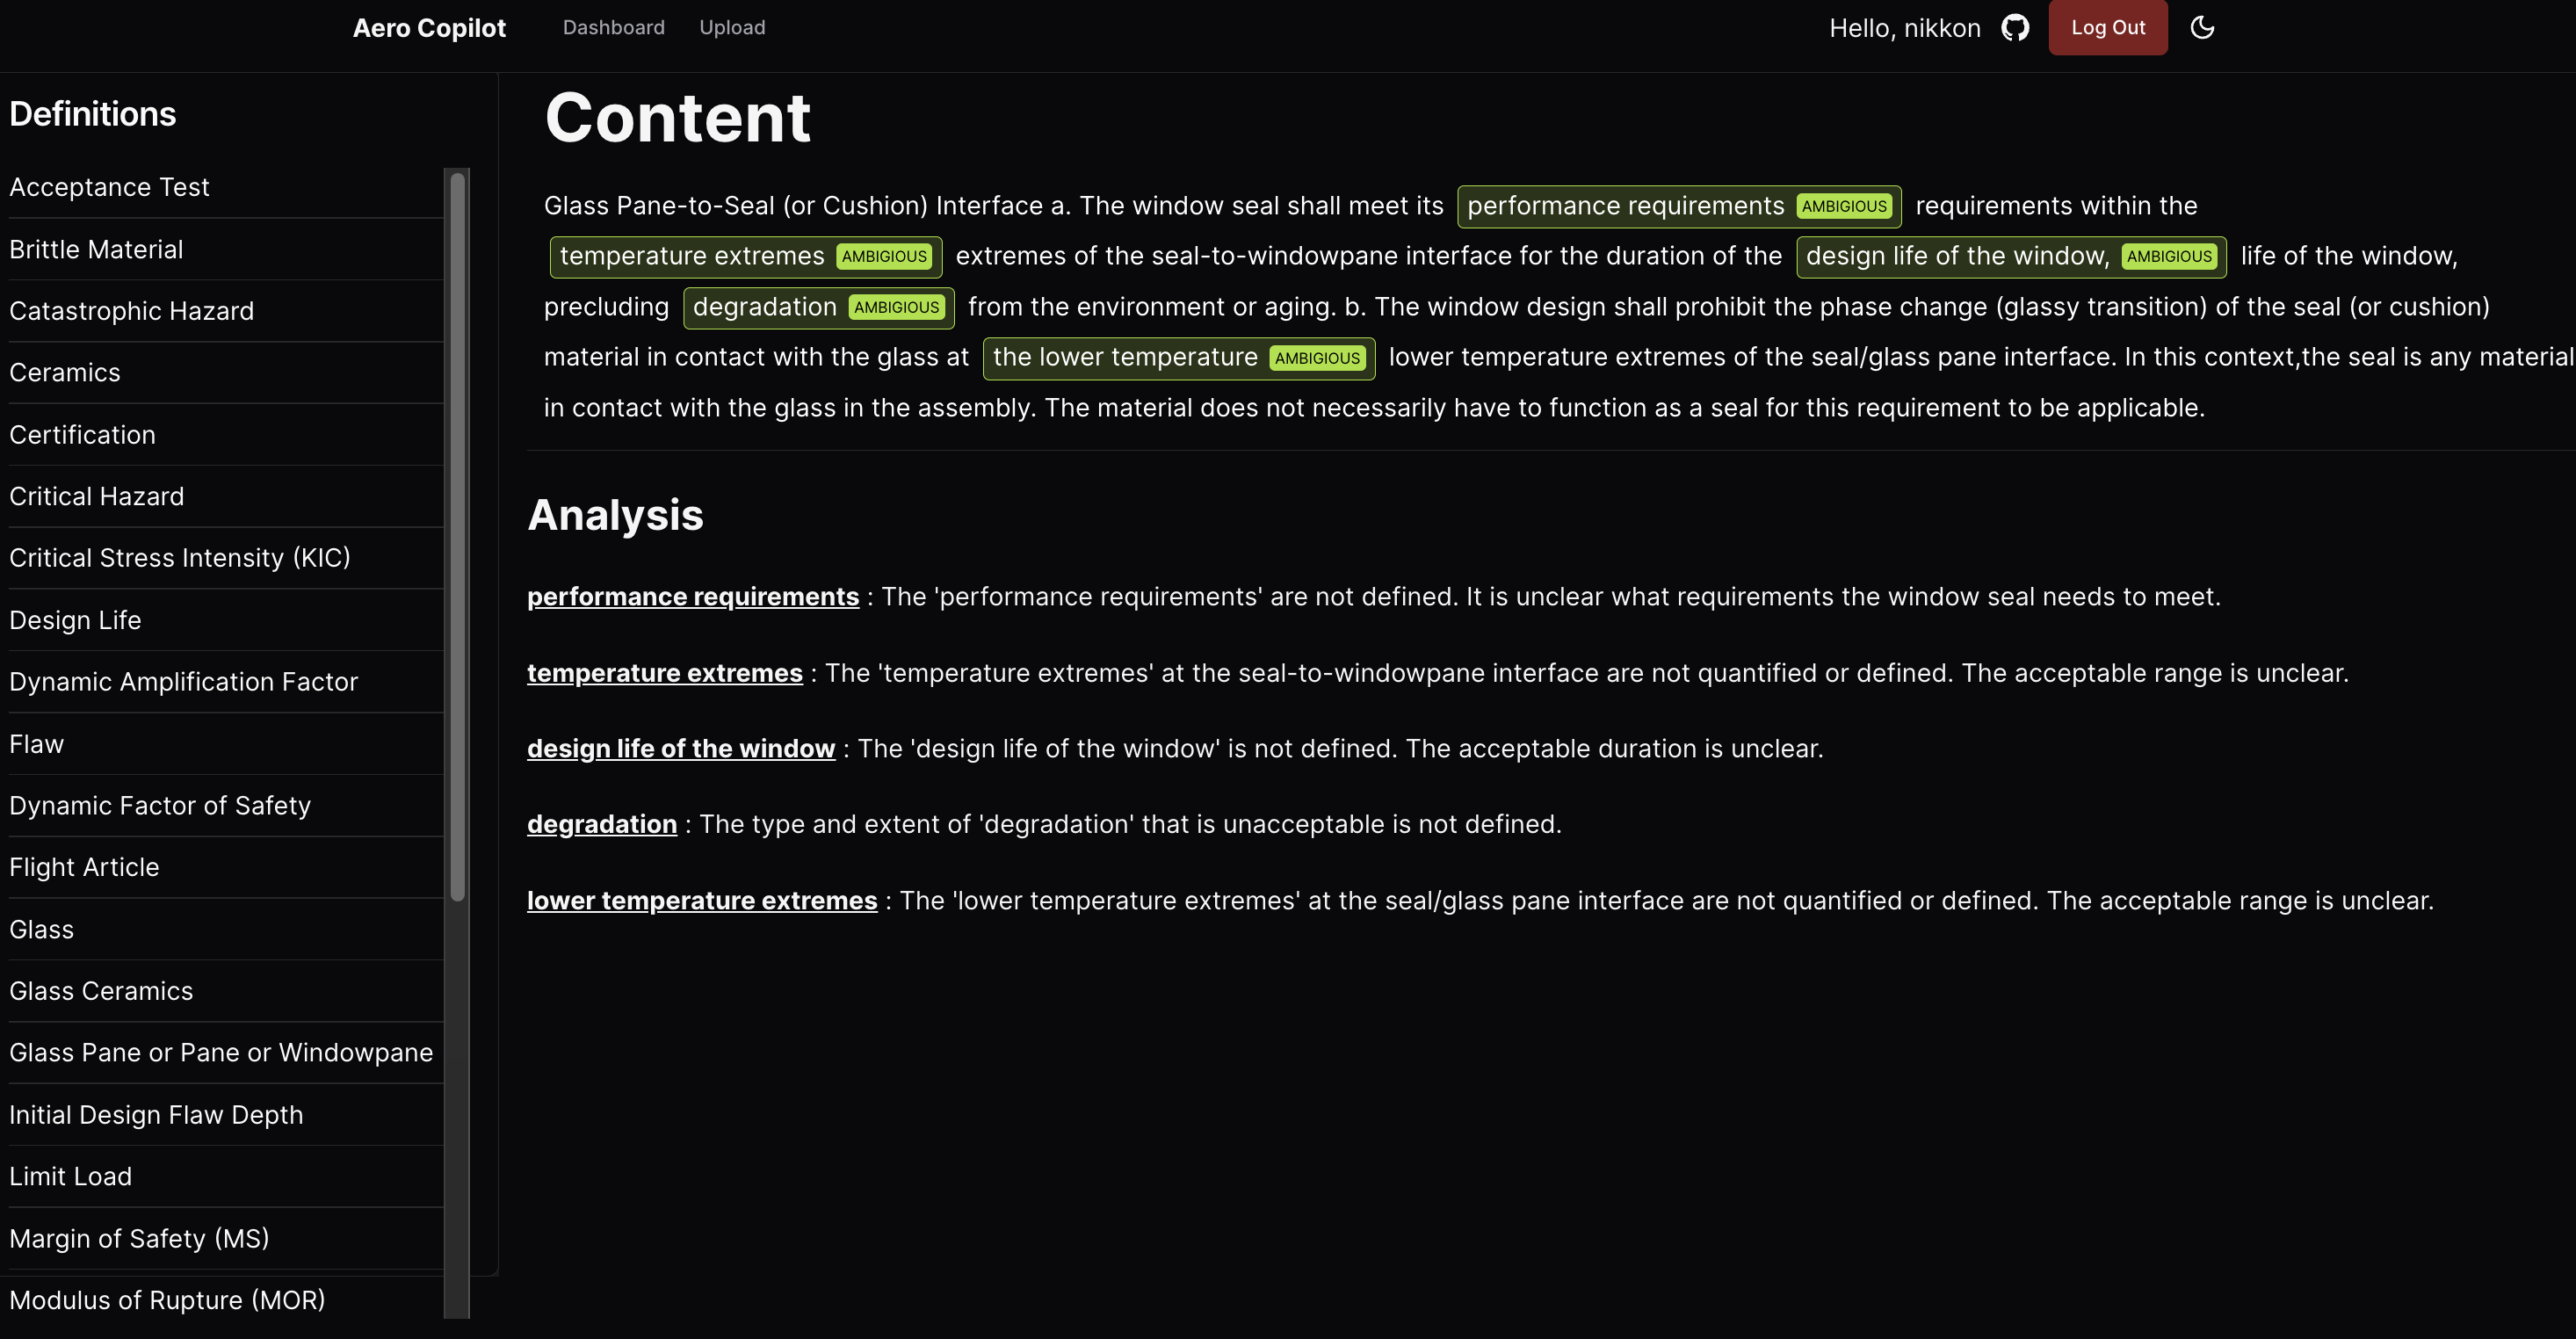 Aero Copilot Dashboard Upload Hello, nikkon Log Out
Definitions
Acceptance Test
Brittle Material
Catastrophic Hazard
Ceramics
Certification
Critical Hazard
Critical Stress Intensity (KIC)
Design Life
Dynamic Amplification Factor
Flaw
Dynamic Factor of Safety
Flight Article
Glass
Glass Ceramics
Glass Pane or Pane or Windowpane
Initial Design Flaw Depth
Limit Load
Margin of Safety (MS)
Modulus of Rupture (MOR)
Content
Glass Pane-to-Seal (or Cushion) Interface a. The window seal shall meet its performance requirements AMBIGIOUS requirements within the
temperature extremes AMBIGIOUS extremes of the seal-to-windowpane interface for the duration of the design life of the window, AMBIGIOUS life of the window,
precluding degradation AMBIGIOUS from the environment or aging. b. The window design shall prohibit the phase change (glassy transition) of the seal (or cushion)
material in contact with the glass at the lower temperature AMBIGIOUS lower temperature extremes of the seal/glass pane interface. In this context,the seal is any material
in contact with the glass in the assembly. The material does not necessarily have to function as a seal for this requirement to be applicable.
Analysis
performance requirements : The 'performance requirements' are not defined. It is unclear what requirements the window seal needs to meet.
temperature extremes : The 'temperature extremes' at the seal-to-windowpane interface are not quantified or defined. The acceptable range is unclear.
design life of the window : The 'design life of the window' is not defined. The acceptable duration is unclear.
degradation : The type and extent of 'degradation' that is unacceptable is not defined.
lower temperature extremes : The 'lower temperature extremes' at the seal/glass pane interface are not quantified or defined. The acceptable range is unclear.